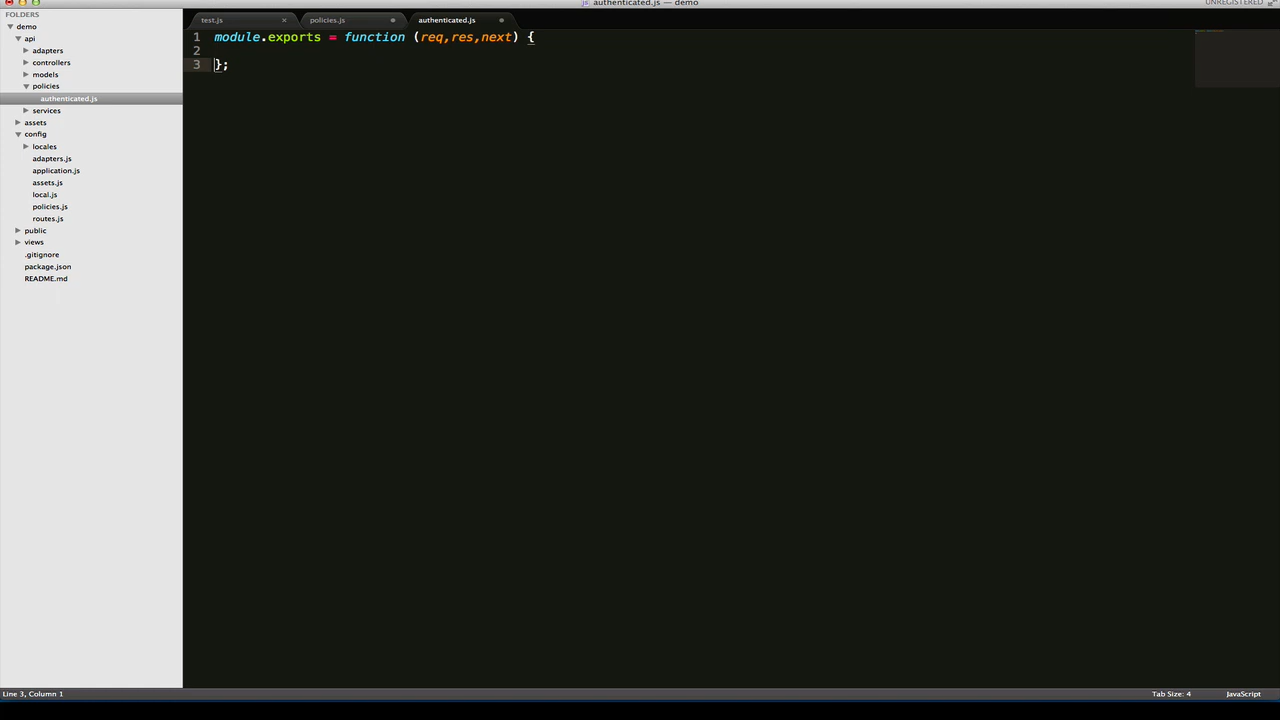 authenticated.js — demo
UNREGISTERED
FOLDERS
demo
api
adapters
controllers
models
policies
authenticated.js
services
assets
config
locales
adapters.js
application.js
assets.js
local.js
policies.js
routes.js
public
views
.gitignore
package.json
README.md
test.js
policies.js
authenticated.js
1 module.exports = function (req,res,next) {
2
3 };
Line 3, Column 1
Tab Size: 4
JavaScript